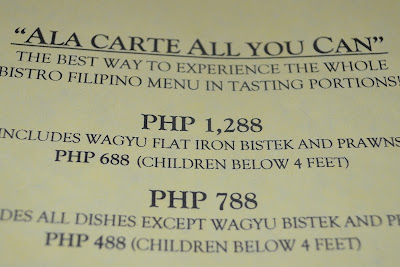 “ALA CARTE ALL YOU CAN”
THE BEST WAY TO EXPERIENCE THE WHOLE
BISTRO FILIPINO MENU IN TASTING PORTIONS!
PHP 1,288
INCLUDES WAGYU FLAT IRON BISTEK AND PRAWNS
PHP 688 (CHILDREN BELOW 4 FEET)
PHP 788
DES ALL DISHES EXCEPT WAGYU BISTEK AND P
PHP 488 (CHILDREN BELOW 4 FEET)